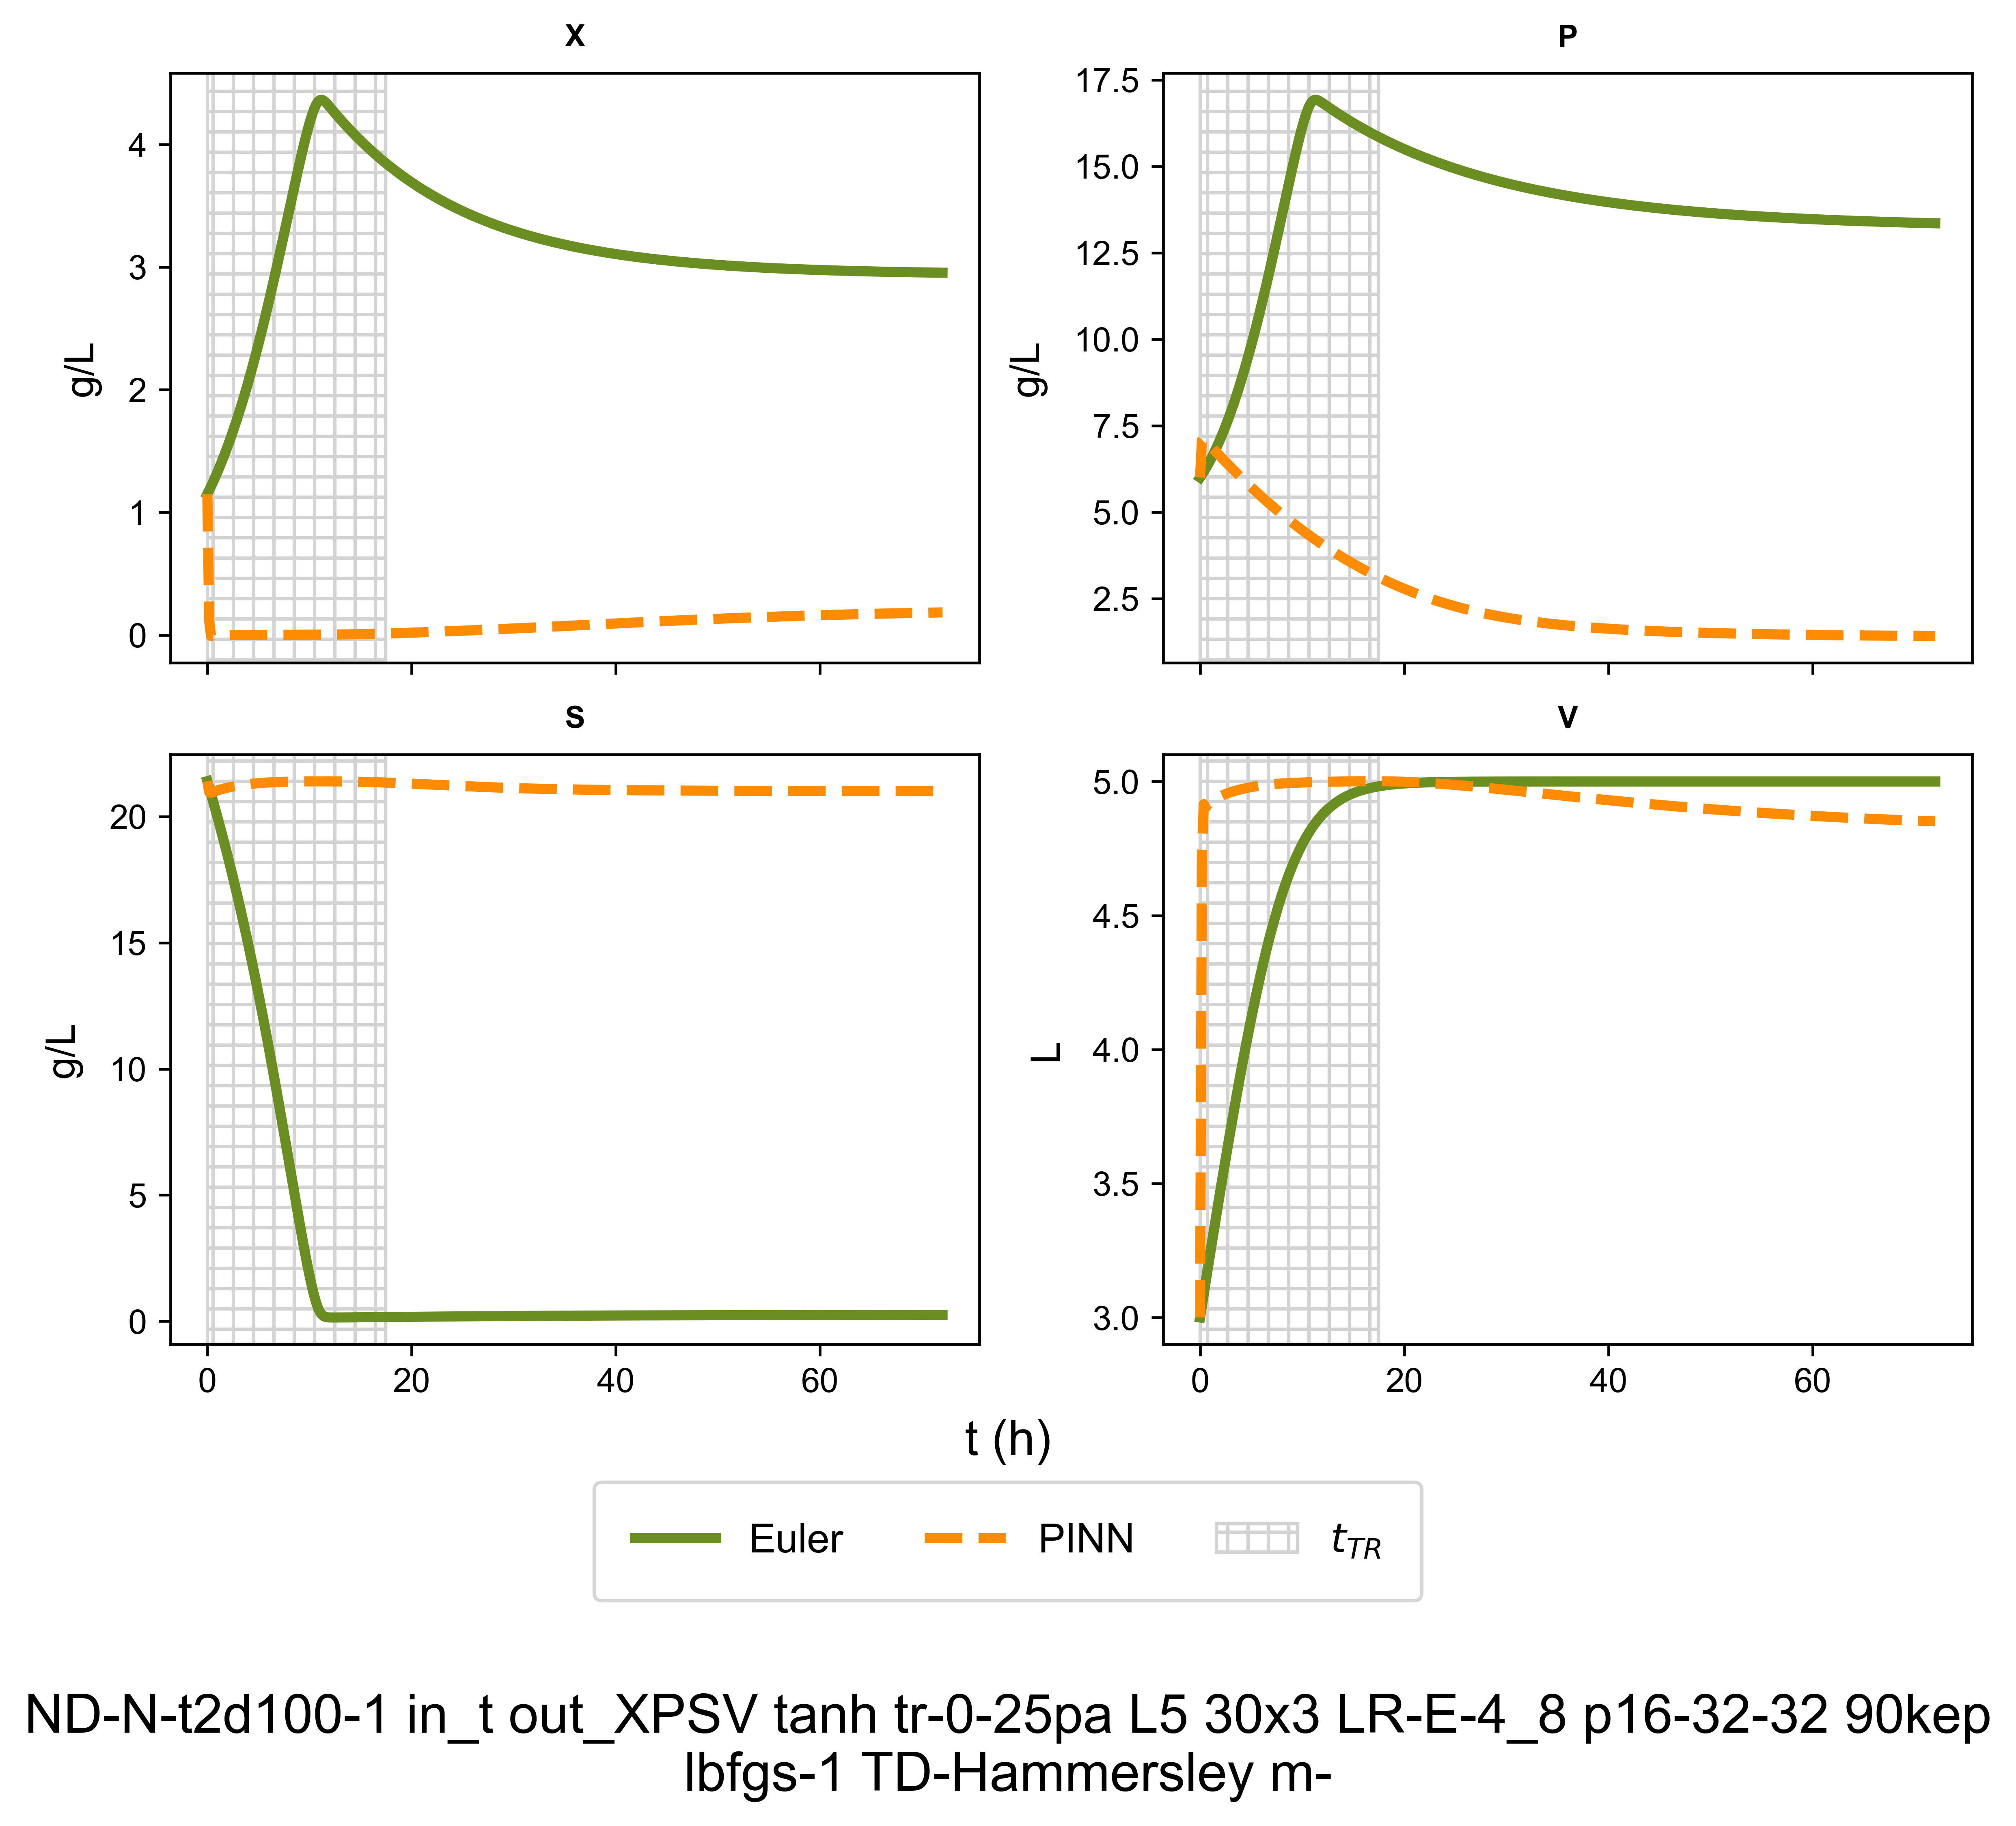 X
P
4
3
2
1
0
g/L
17.5
15.0
12.5
10.0
7.5
5.0
2.5
g/L
S
V
20
15
10
5
0
g/L
0
20
40
60
5.0
4.5
4.0
3.5
3.0
L
0
20
40
60
t (h)
Euler
PINN
t_TR
ND-N-t2d100-1 in_t out_XPSV tanh tr-0-25pa L5 30x3 LR-E-4_8 p16-32-32 90kep
lbfgs-1 TD-Hammersley m-